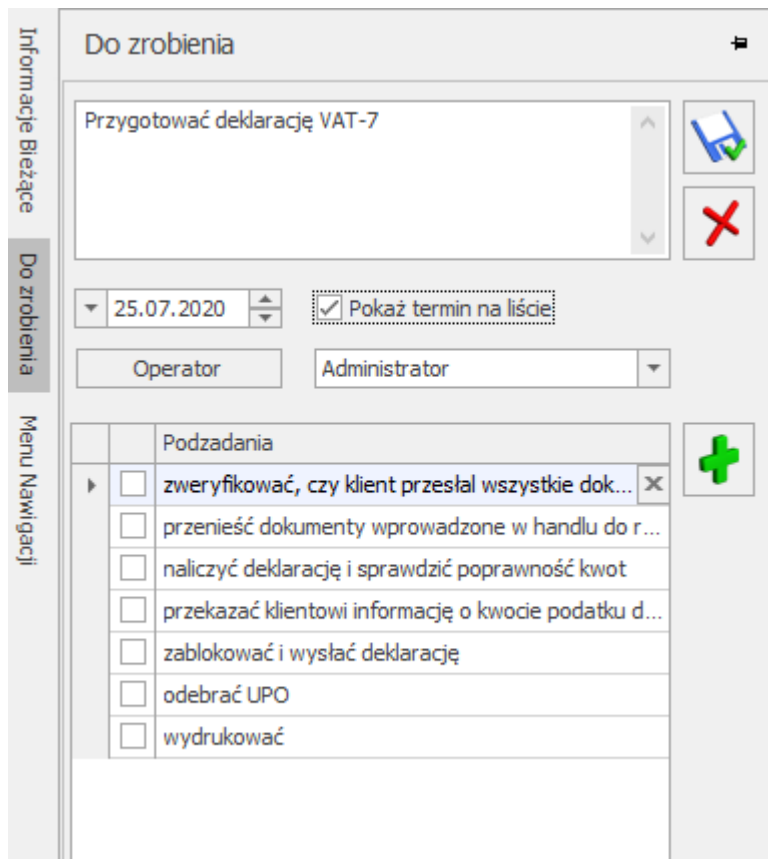 Informacje Bieżące
Do zrobienia
Menu Nawigacji
Do zrobienia
Przygotować deklarację VAT-7
25.07.2020
Pokaż termin na liście
Operator
Administrator
Podzadania
zweryfikować, czy klient przesłal wszystkie dok...
przenieść dokumenty wprowadzone w handlu do r...
naliczyć deklarację i sprawdzić poprawność kwot
przekazać klientowi informację o kwocie podatku d...
zablokować i wysłać deklarację
odebrać UPO
wydrukować